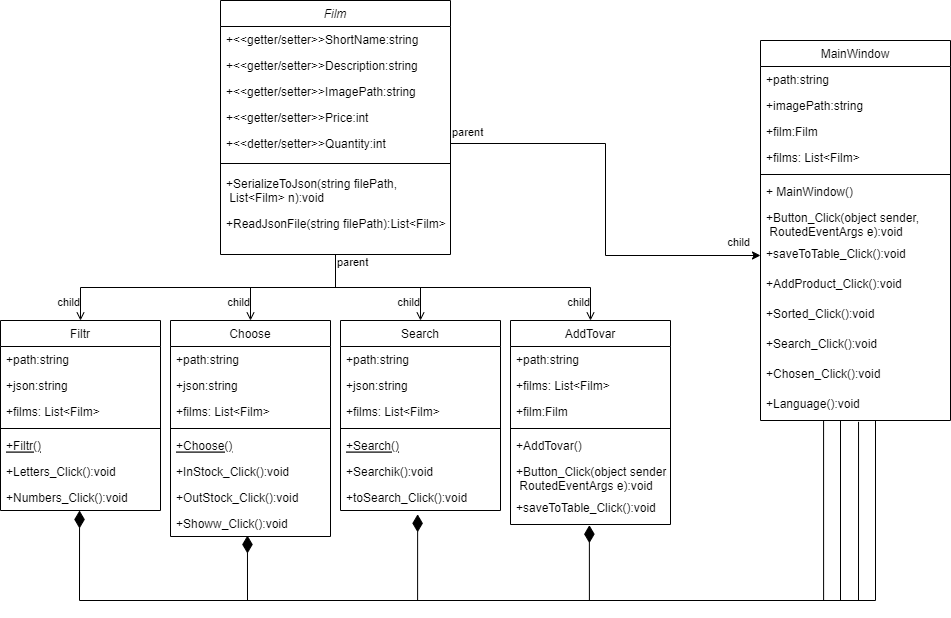 Film
+<<getter/setter>>ShortName:string
+<<getter/setter>>Description:string
+<<getter/setter>>ImagePath:string
+<<getter/setter>>Price:int
+<<detter/setter>>Quantity:int
+SerializeToJson(string filePath,
List<Film> n):void
+ReadJsonFile(string filePath):List<Film>
parent
parent
child
MainWindow
+path:string
+imagePath:string
+film:Film
+films: List<Film>
+ MainWindow()
+Button_Click(object sender,
RoutedEventArgs e):void
+saveToTable_Click():void
+AddProduct_Click():void
+Sorted_Click():void
+Search_Click():void
+Chosen_Click():void
+Language():void
child
child
child
child
Filtr
+path:string
+json:string
+films: List<Film>
+Filtr()
+Letters_Click():void
+Numbers_Click():void
Choose
+path:string
+json:string
+films: List<Film>
+Choose()
+InStock_Click():void
+OutStock_Click():void
+Showw_Click():void
Search
+path:string
+json:string
+films: List<Film>
+Search()
+Searchik():void
+toSearch_Click():void
AddTovar
+path:string
+films: List<Film>
+film:Film
+AddTovar()
+Button_Click(object sender
RoutedEventArgs e):void
+saveToTable_Click():void